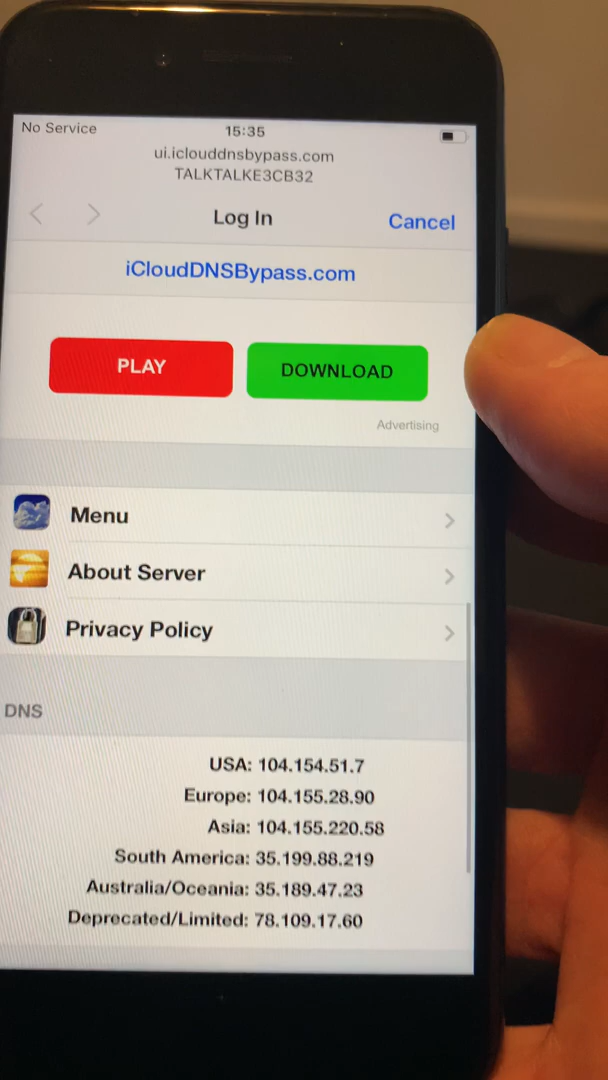 No Service 15:35
ui.iclouddnsbypass.com
TALKTALKE3CB32
Log In Cancel
iCloudDNSBypass.com
PLAY DOWNLOAD
Advertising
Menu
About Server
Privacy Policy
DNS
USA: 104.154.51.7
Europe: 104.155.28.90
Asia: 104.155.220.58
South America: 35.199.88.219
Australia/Oceania: 35.189.47.23
Deprecated/Limited: 78.109.17.60